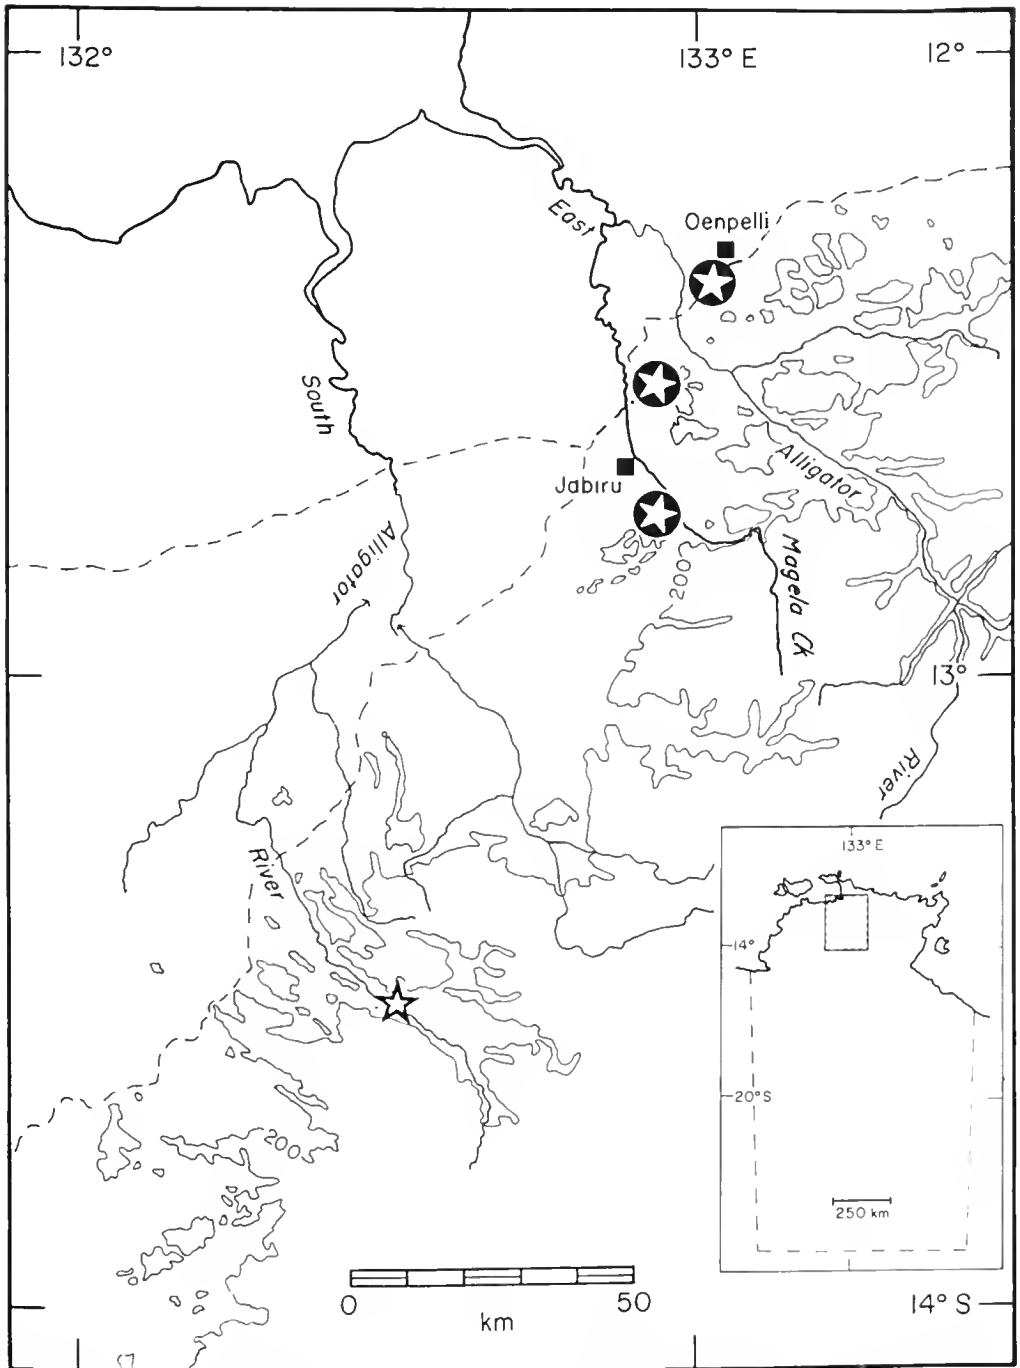 132°
133° E
12°
East
Oenpelli
South
Jabiru
Alligator
Alligator
200
Magela Ck
13°
River
River
133° E
14°
20° S
250 km
200
0
50
km
14° S